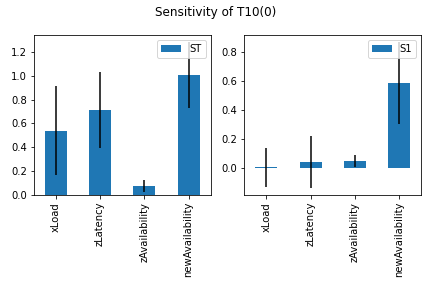 Sensitivity of T10(0)
ST
1.2
1.0
0.8
0.6
0.4
0.2
0.0
xLoad
zLatency
zAvailability
newAvailability
S1
0.8
0.6
0.4
0.2
0.0
xLoad
zLatency
zAvailability
newAvailability